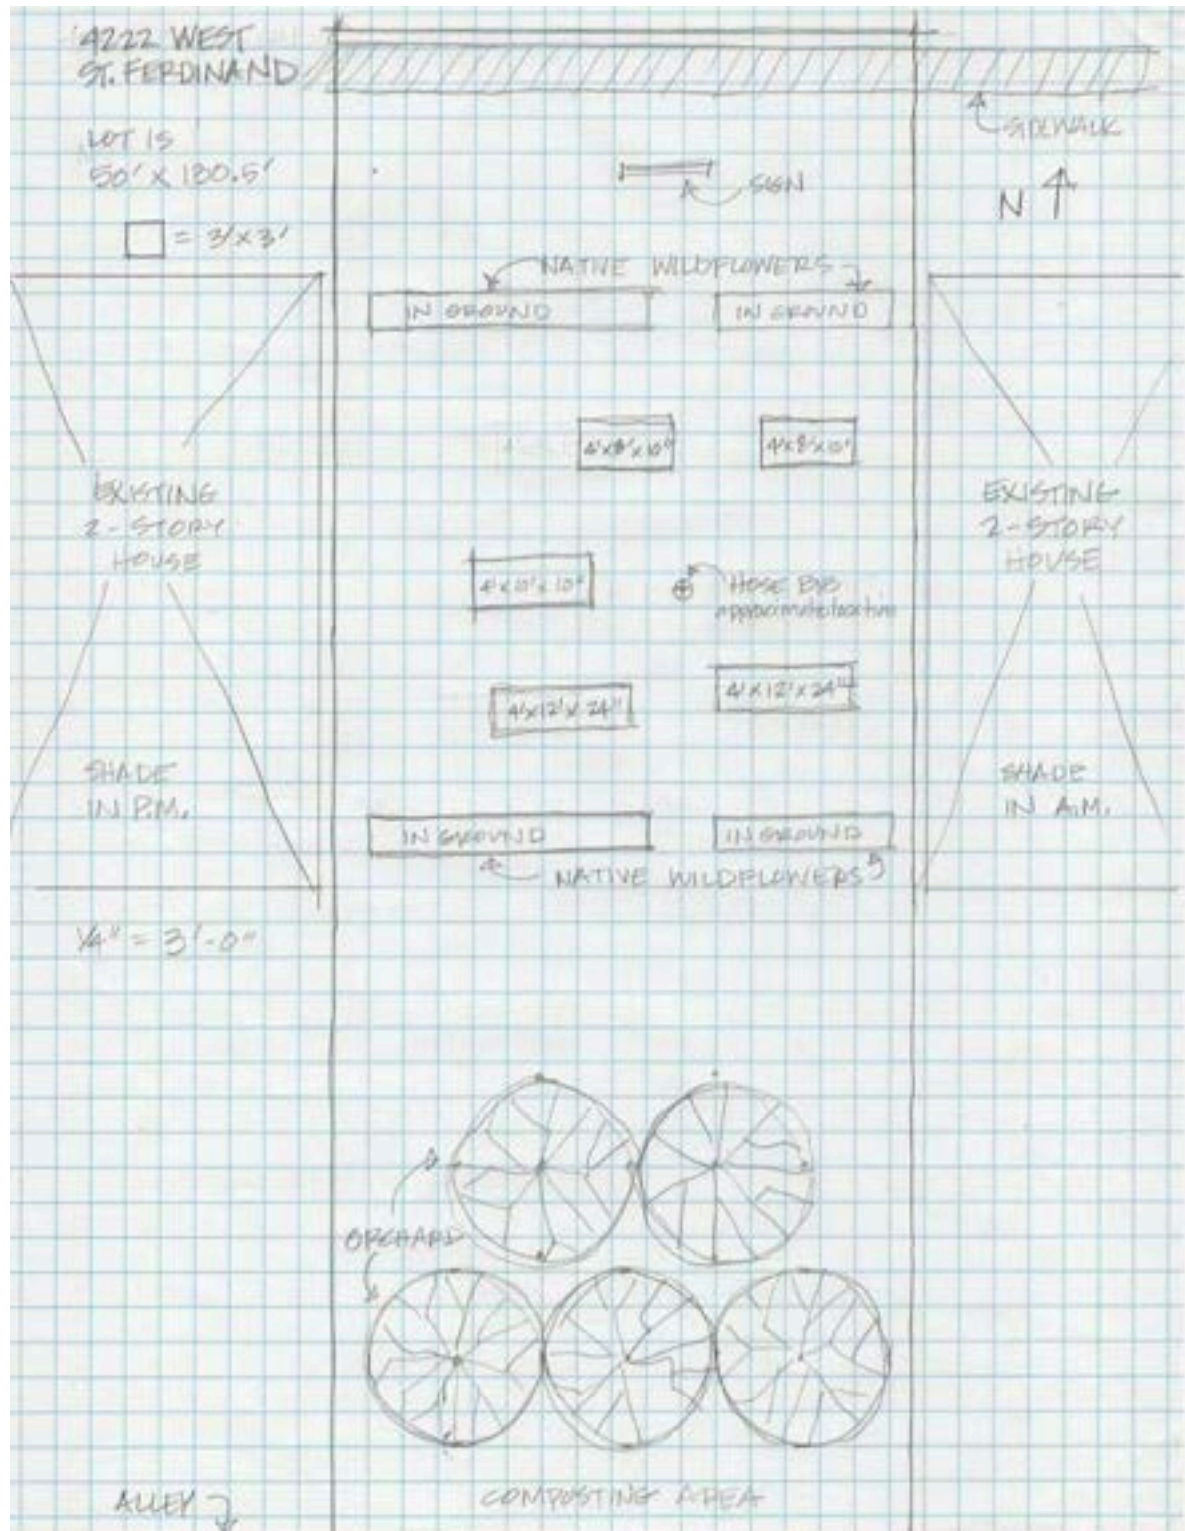 4222 WEST
ST. FERDINAND
SIDEWALK
LOT IS
50' X 130.5'
SIGN
N
= 3'X3'
NATIVE WILDFLOWERS
IN GROUND
IN GROUND
4'X8'X10"
4'X8'X10"
EXISTING
2-STORY
HOUSE
EXISTING
2-STORY
HOUSE
4'X10'X10"
HOSE BIB
approximate location
4'X12'X24"
4'X12'X24"
SHADE
IN P.M.
SHADE
IN A.M.
IN GROUND
IN GROUND
NATIVE WILDFLOWERS
1/4" = 3'-0"
ORCHARD
COMPOSTING AREA
ALLEY